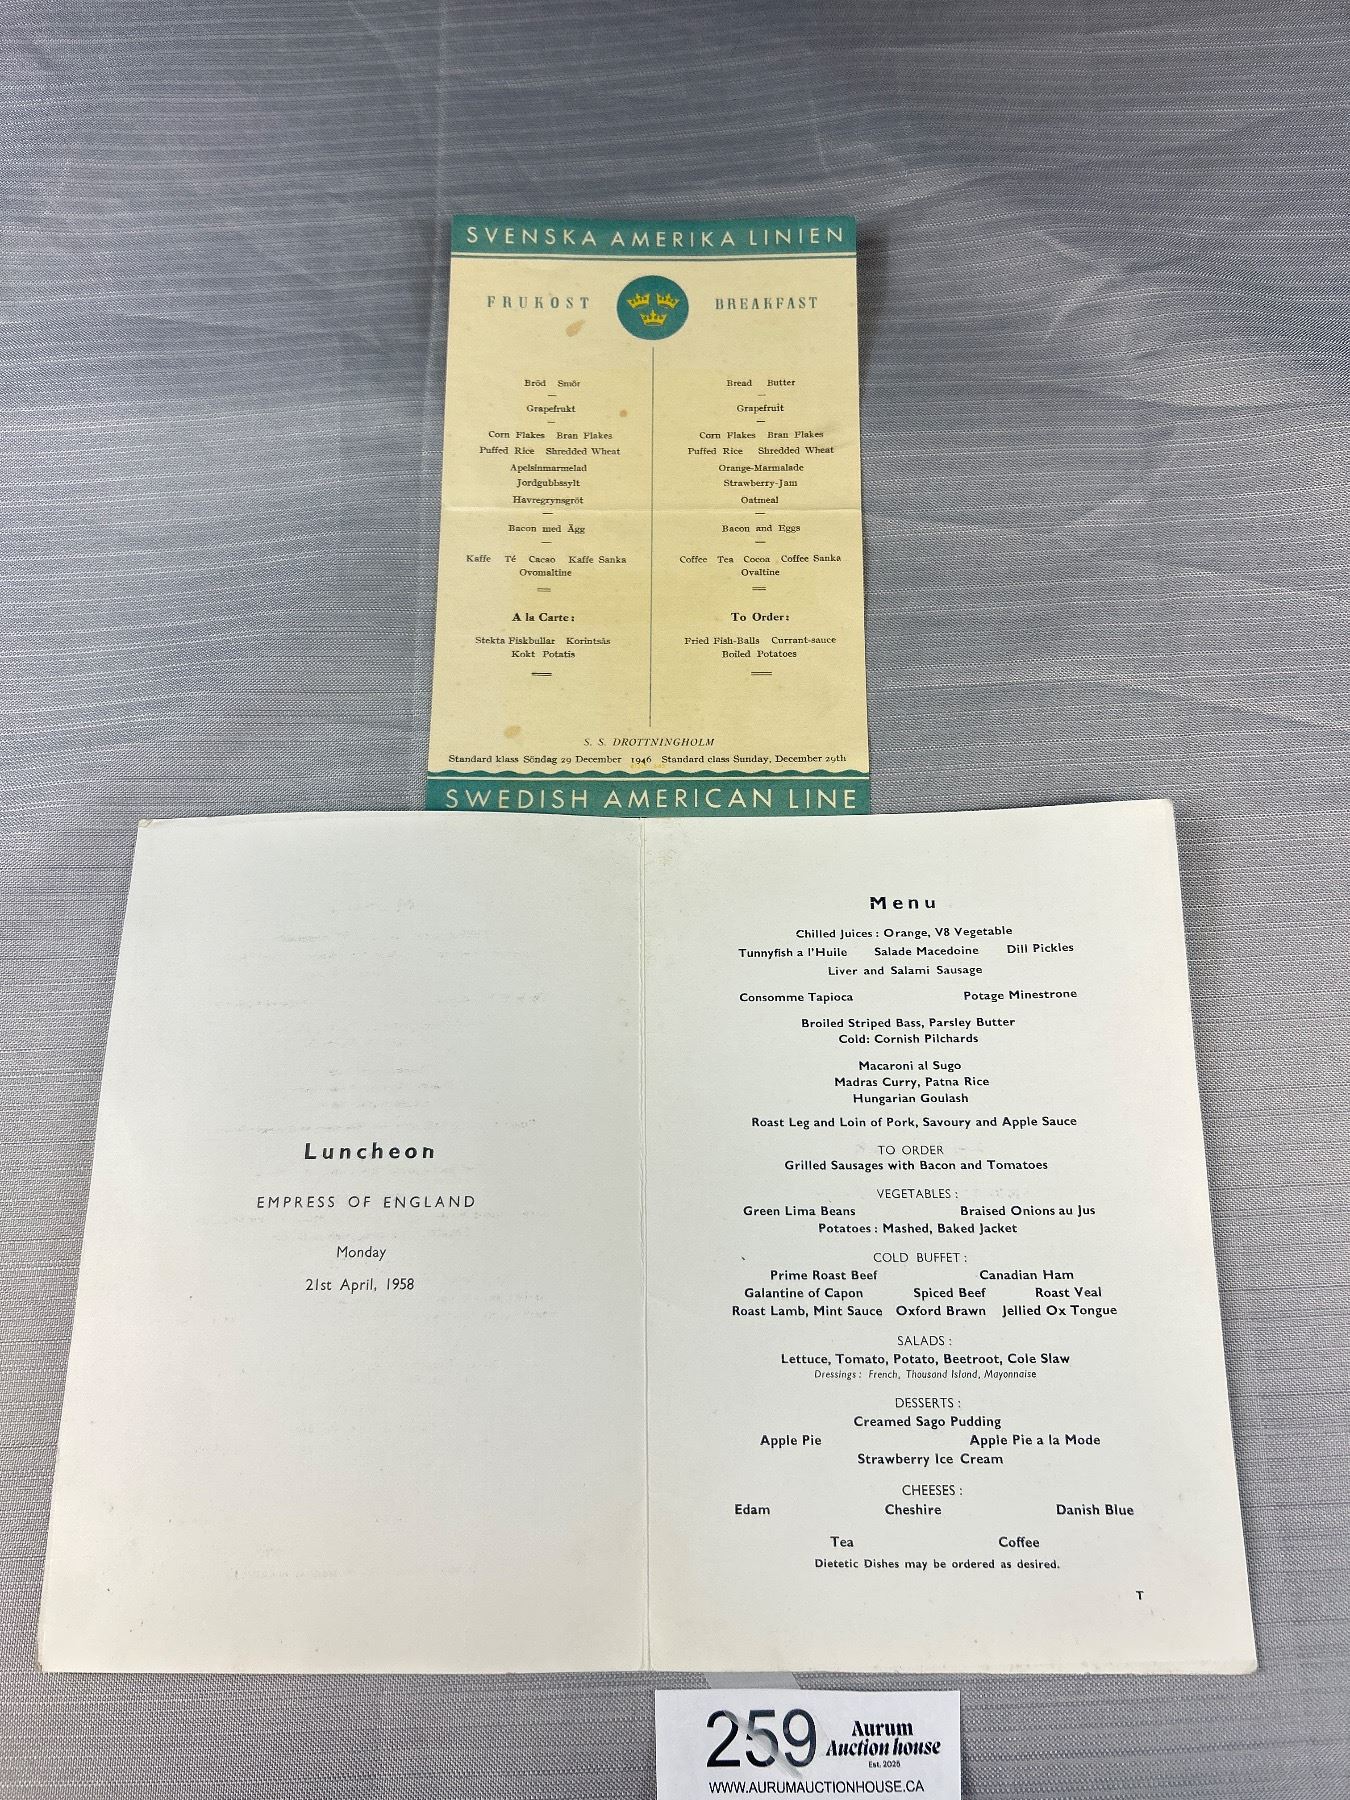 SVENSKA AMERIKA LINIEN
FRUKOST
Bröd Smör
Grapefrukt
Corn Flakes Bran Flakes
Puffed Rice Shredded Wheat
Apelsinmarmelad
Jordgubbssylt
Havregrynsgröt
Bacon med Ägg
Kaffe Té Cacao Kaffe Sanka
Ovomaltine
A la Carte:
Stekta Fiskbullar Korintsås
Kokt Potatis
BREAKFAST
Bread Butter
Grapefruit
Corn Flakes Bran Flakes
Puffed Rice Shredded Wheat
Orange-Marmalade
Strawberry-Jam
Oatmeal
Bacon and Eggs
Coffee Tea Cocoa Coffee Sanka
Ovaltine
To Order:
Fried Fish-Balls Currant-sauce
Boiled Potatoes
S. S. DROTTNINGHOLM
Standard klass Söndag 29 December 1946 Standard class Sunday, December 29th
SWEDISH AMERICAN LINE
Luncheon
EMPRESS OF ENGLAND
Monday
21st April, 1958
Menu
Chilled Juices: Orange, V8 Vegetable
Tunnyfish a l'Huile Salade Macedoine Dill Pickles
Liver and Salami Sausage
Consomme Tapioca Potage Minestrone
Broiled Striped Bass, Parsley Butter
Cold: Cornish Pilchards
Macaroni al Sugo
Madras Curry, Patna Rice
Hungarian Goulash
Roast Leg and Loin of Pork, Savoury and Apple Sauce
TO ORDER
Grilled Sausages with Bacon and Tomatoes
VEGETABLES:
Green Lima Beans Braised Onions au Jus
Potatoes: Mashed, Baked Jacket
COLD BUFFET:
Prime Roast Beef Canadian Ham
Galantine of Capon Spiced Beef Roast Veal
Roast Lamb, Mint Sauce Oxford Brawn Jellied Ox Tongue
SALADS:
Lettuce, Tomato, Potato, Beetroot, Cole Slaw
Dressings: French, Thousand Island, Mayonnaise
DESSERTS:
Creamed Sago Pudding
Apple Pie Apple Pie a la Mode
Strawberry Ice Cream
CHEESES:
Edam Cheshire Danish Blue
Tea Coffee
Dietetic Dishes may be ordered as desired.
T
259
Aurum
Auction house
Est. 2025
WWW.AURUMAUCTIONHOUSE.CA